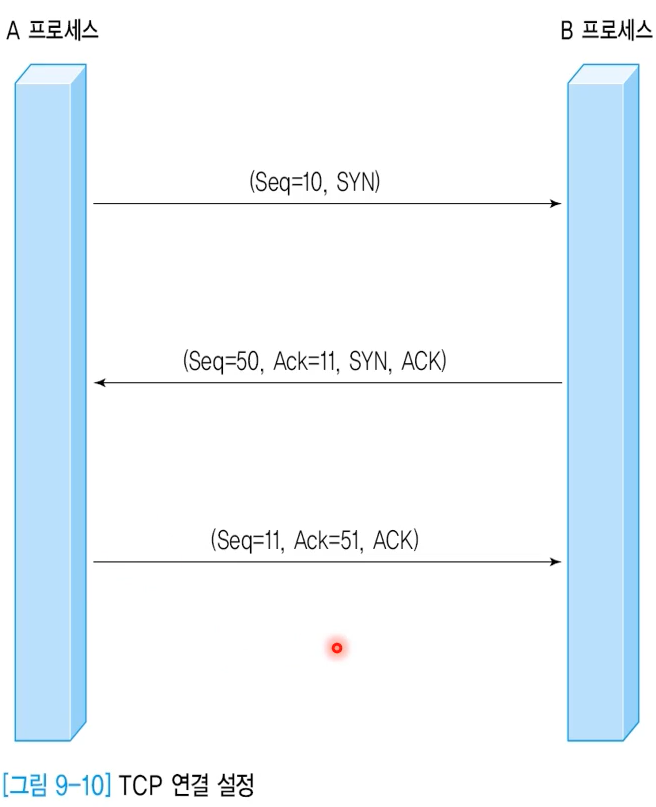 A 프로세스
B 프로세스
(Seq=10, SYN)
(Seq=50, Ack=11, SYN, ACK)
(Seq=11, Ack=51, ACK)
[그림 9-10] TCP 연결 설정